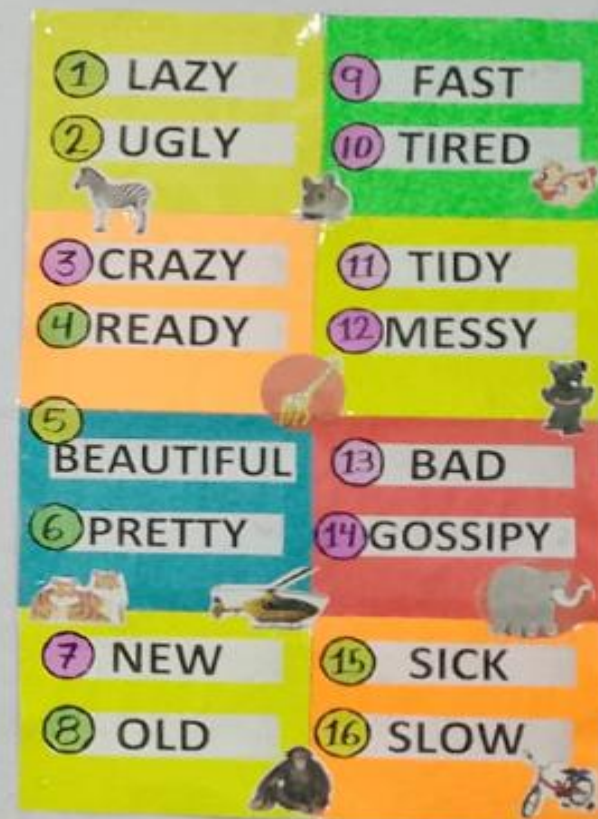 1 LAZY
2 UGLY
3 CRAZY
4 READY
5
BEAUTIFUL
6 PRETTY
7 NEW
8 OLD
9 FAST
10 TIRED
11 TIDY
12 MESSY
13 BAD
14 GOSSIPY
15 SICK
16 SLOW